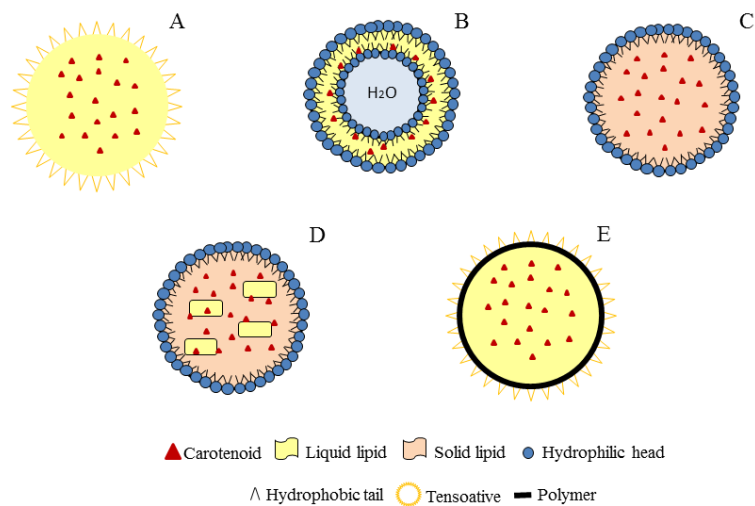 A
B
C
H₂O
D
E
Carotenoid Liquid lipid Solid lipid Hydrophilic head
Hydrophobic tail Tensoative Polymer